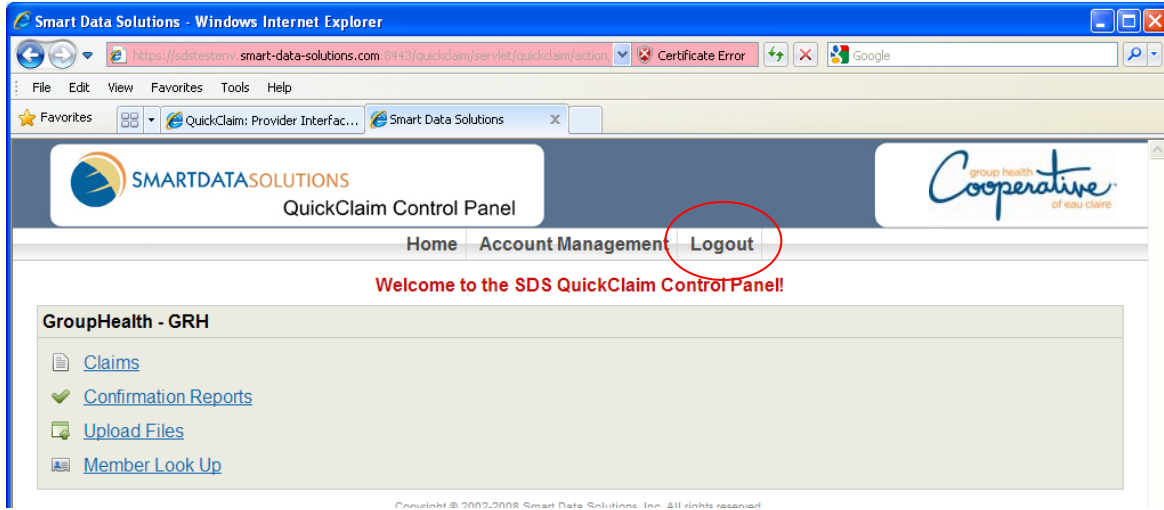 Smart Data Solutions - Windows Internet Explorer
https://sdstestenv.smart-data-solutions.com:8443/quickclaim/servlet/quickclaim/action, Certificate Error Google
File Edit View Favorites Tools Help
Favorites QuickClaim: Provider Interfac... Smart Data Solutions X
SMARTDATASOLUTIONS
QuickClaim Control Panel
group health
Cooperative
of eau claire
Home Account Management Logout
Welcome to the SDS QuickClaim Control Panel!
GroupHealth - GRH
Claims
Confirmation Reports
Upload Files
Member Look Up
Copyright © 2002-2008 Smart Data Solutions, Inc. All rights reserved